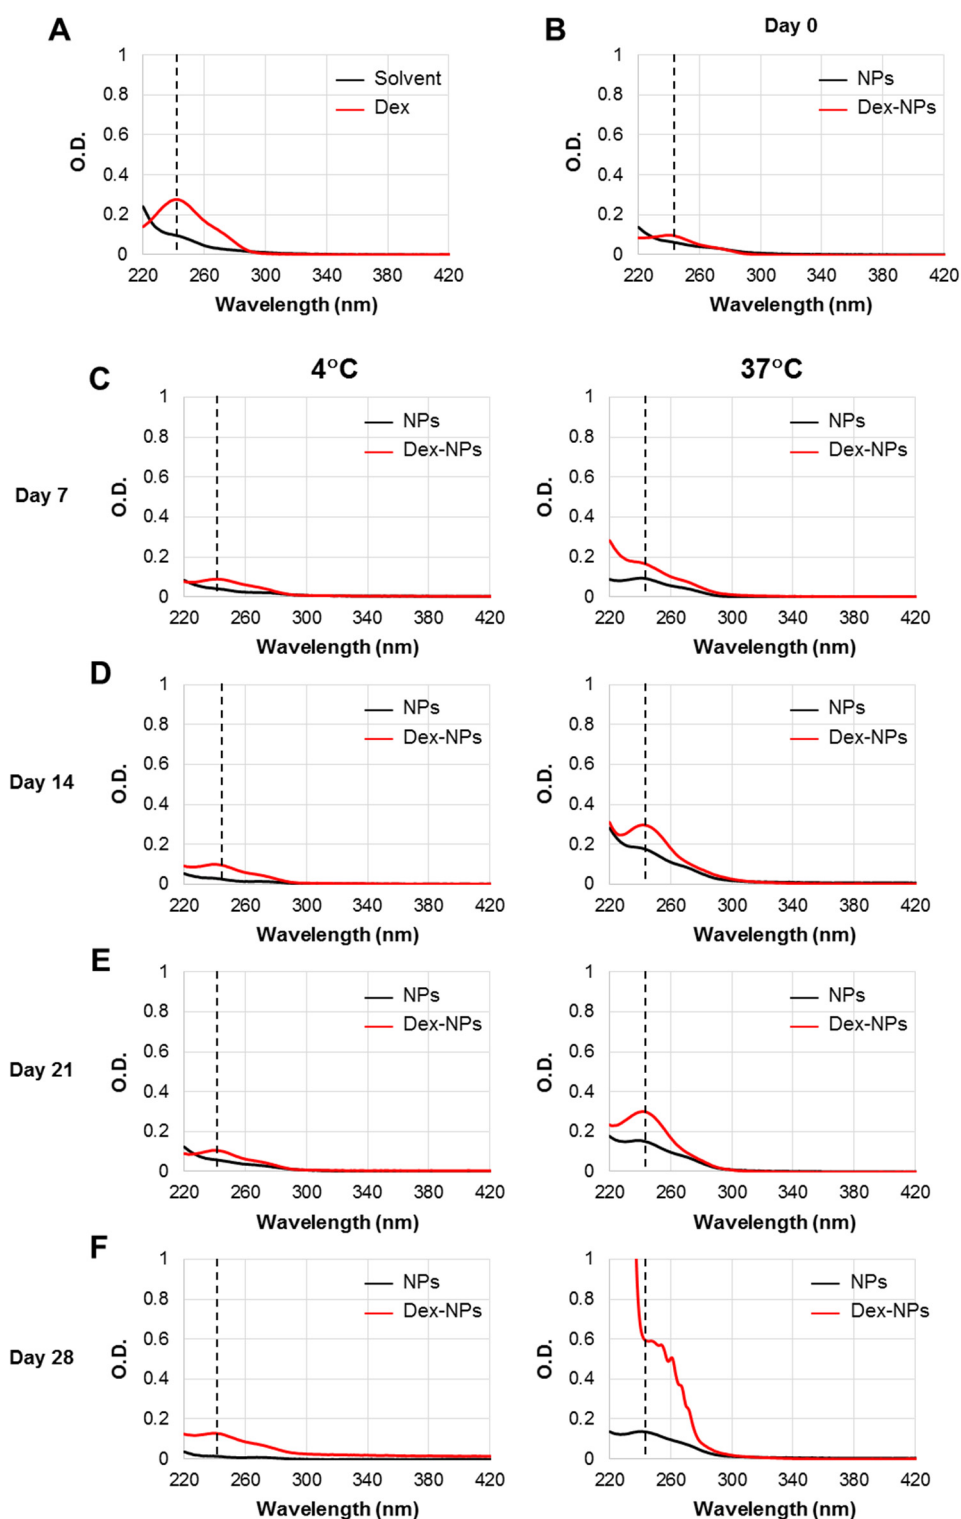 A
1
0.8
0.6
0.4
0.2
0
O.D.
Solvent
Dex
220 260 300 340 380 420
Wavelength (nm)
B
Day 0
1
0.8
0.6
0.4
0.2
0
O.D.
NPs
Dex-NPs
220 260 300 340 380 420
Wavelength (nm)
C
4°C
37°C
Day 7
1
0.8
0.6
0.4
0.2
0
O.D.
NPs
Dex-NPs
220 260 300 340 380 420
Wavelength (nm)
1
0.8
0.6
0.4
0.2
0
O.D.
NPs
Dex-NPs
220 260 300 340 380 420
Wavelength (nm)
D
Day 14
1
0.8
0.6
0.4
0.2
0
O.D.
NPs
Dex-NPs
220 260 300 340 380 420
Wavelength (nm)
1
0.8
0.6
0.4
0.2
0
O.D.
NPs
Dex-NPs
220 260 300 340 380 420
Wavelength (nm)
E
Day 21
1
0.8
0.6
0.4
0.2
0
O.D.
NPs
Dex-NPs
220 260 300 340 380 420
Wavelength (nm)
1
0.8
0.6
0.4
0.2
0
O.D.
NPs
Dex-NPs
220 260 300 340 380 420
Wavelength (nm)
F
Day 28
1
0.8
0.6
0.4
0.2
0
O.D.
NPs
Dex-NPs
220 260 300 340 380 420
Wavelength (nm)
1
0.8
0.6
0.4
0.2
0
O.D.
NPs
Dex-NPs
220 260 300 340 380 420
Wavelength (nm)